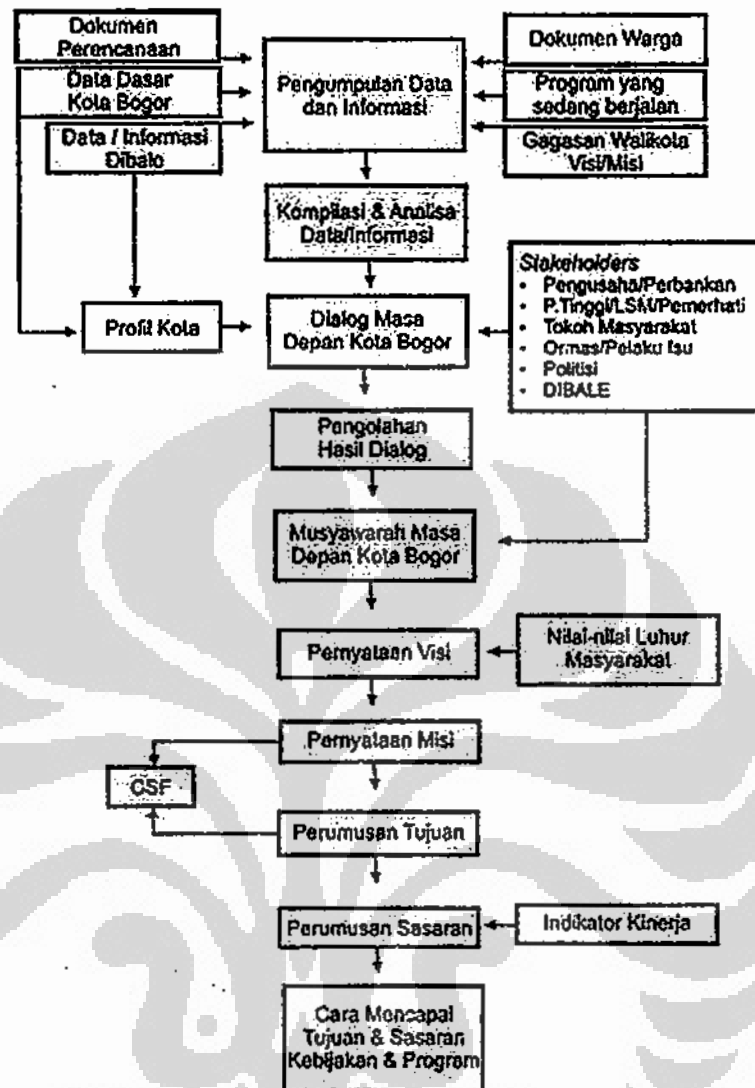 Dokumen
Perencanaan
Data Dasar
Kota Bogor
Data / Informasi
Dibalo
Pengumpulan Data
dan Informasi
Dokumen Warga
Program yang
sedang berjalan
Gagasan Walikota
Visi/Misi
Kompilasi & Analisa
Data/Informasi
Profil Kota
Dialog Masa
Depan Kota Bogor
Stakeholders
• Pengusaha/Perbankan
• P.Tinggi/LSM/Pemerhati
• Tokoh Masyarakat
• Ormas/Pelaku Isu
• Politisi
• DIBALE
Pengolahan
Hasil Dialog
Musyawarah Masa
Depan Kota Bogor
Pernyataan Visi
Nilai-nilai Luhur
Masyarakat
Pernyataan Misi
CSF
Perumusan Tujuan
Perumusan Sasaran
Indikator Kinerja
Cara Mencapai
Tujuan & Sasaran
Kebijakan & Program